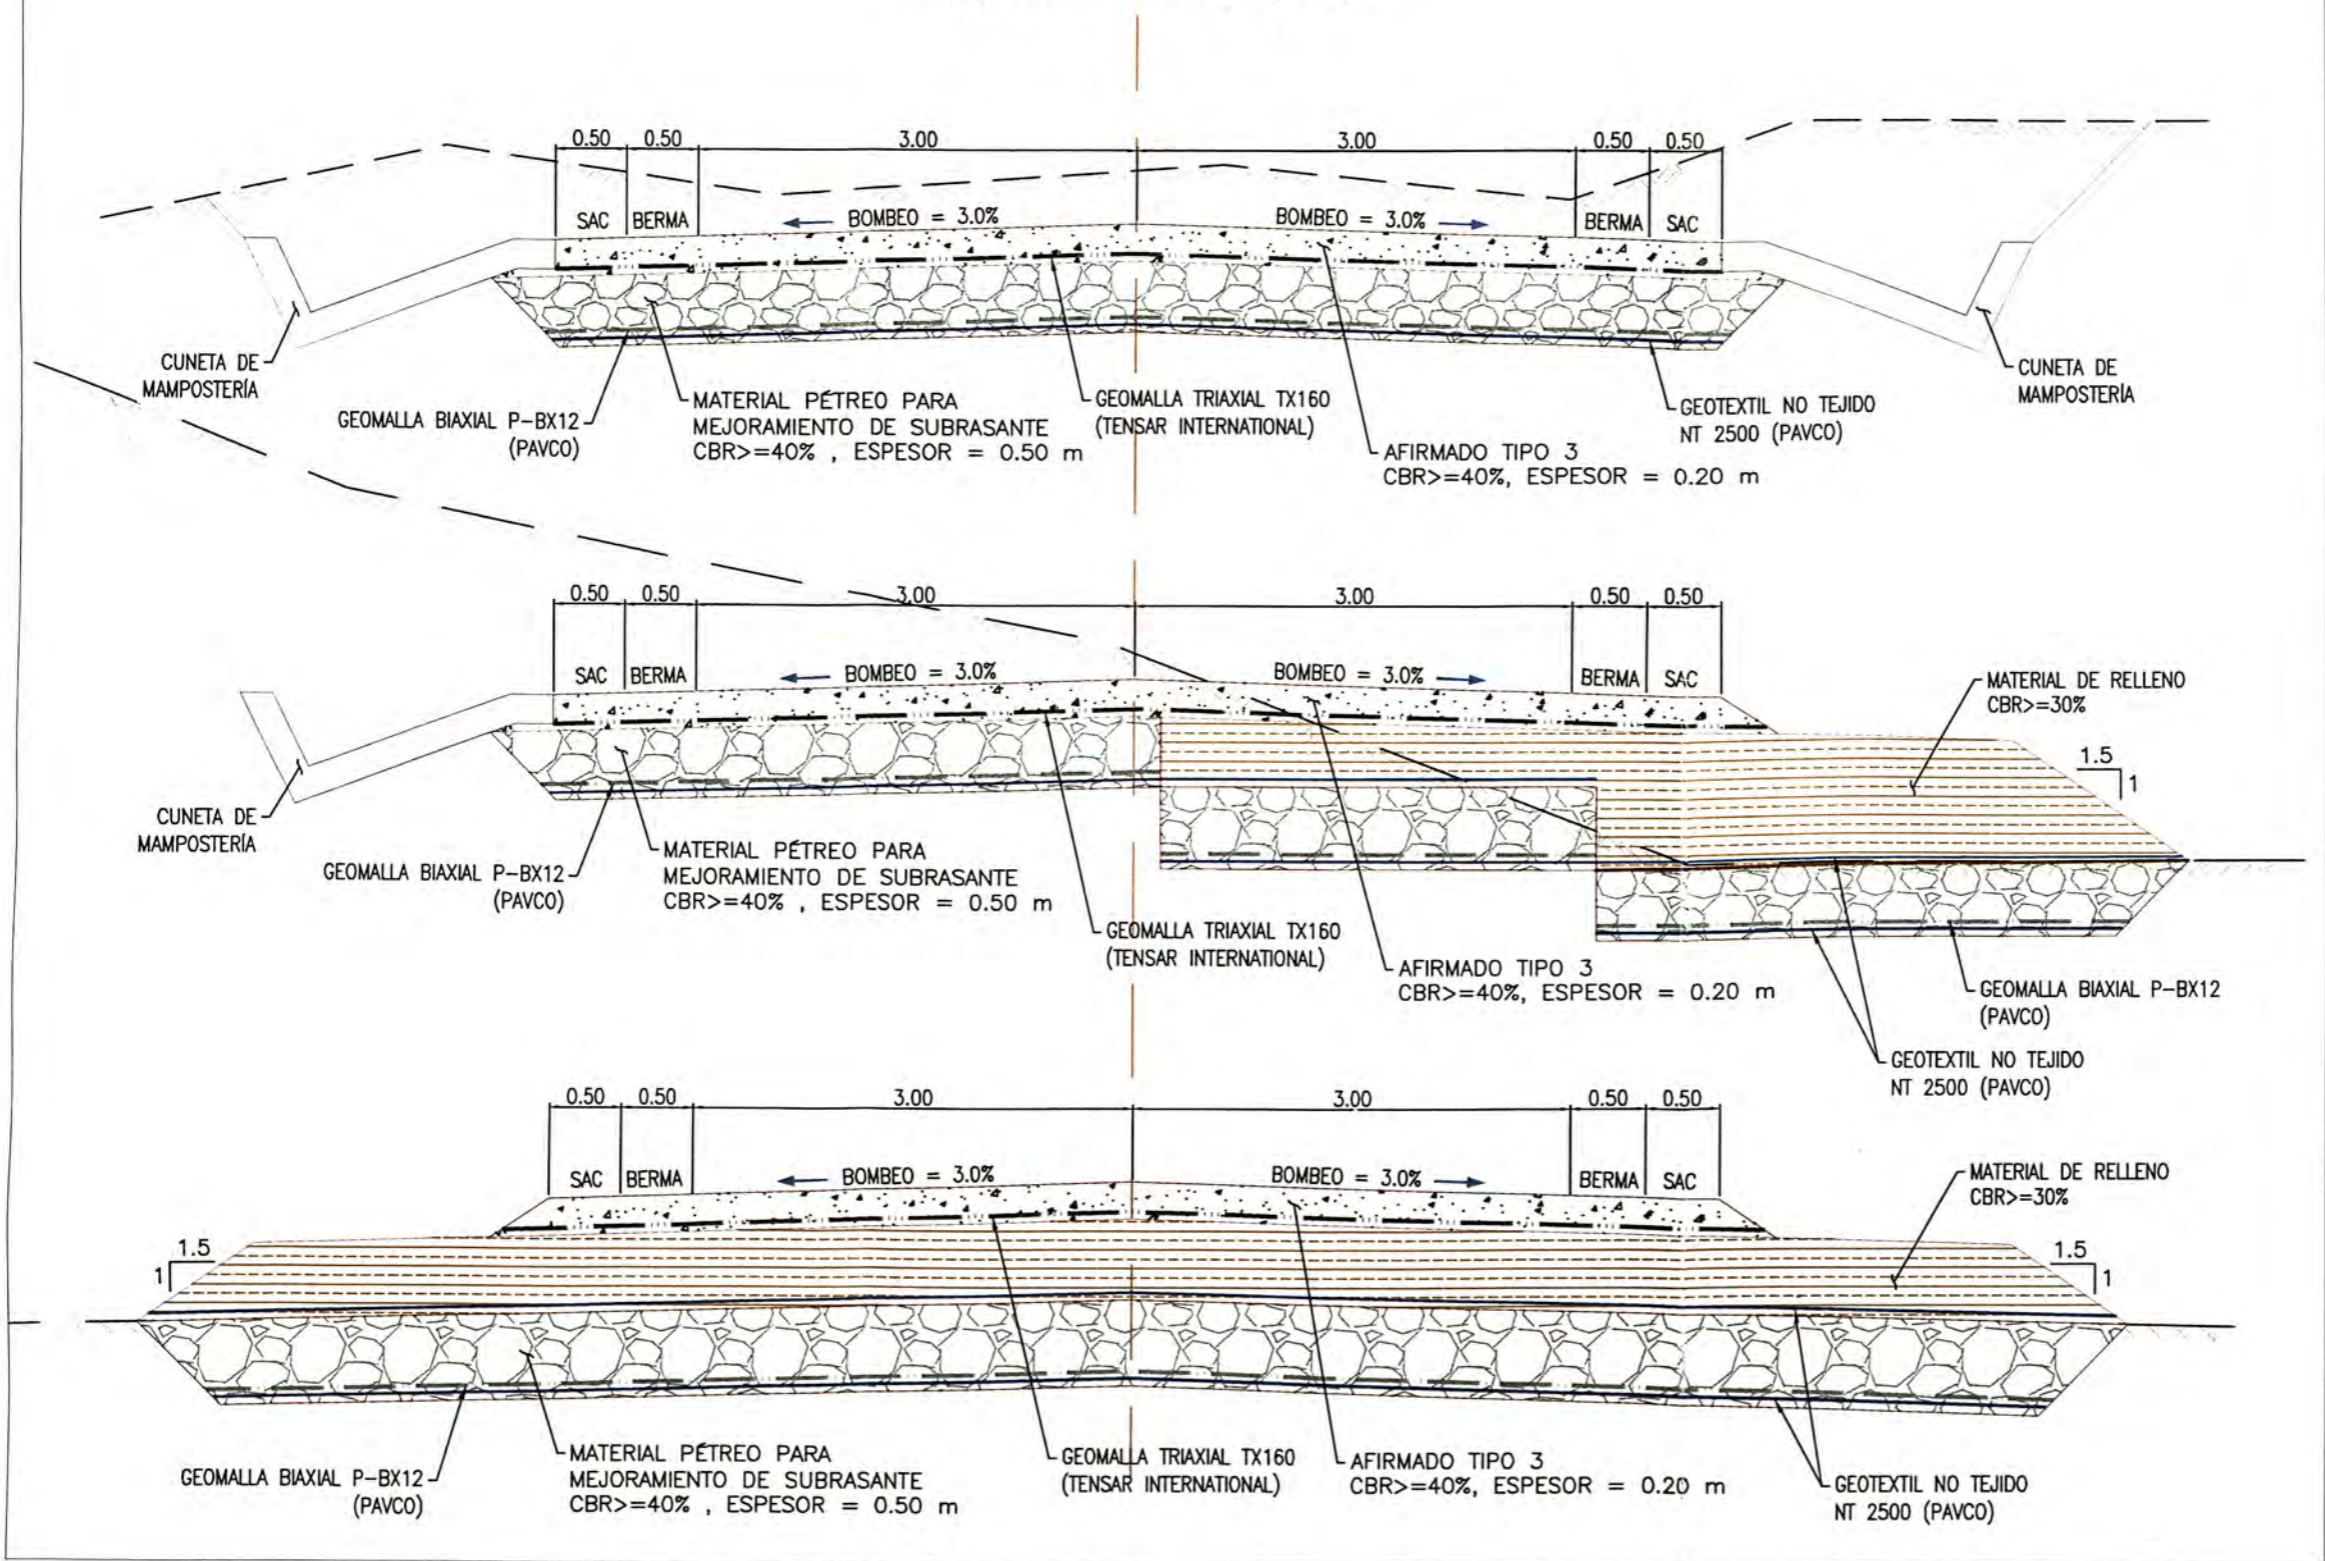 0.50 0.50 3.00 3.00 0.50 0.50
SAC BERMA BOMBEO = 3.0% BOMBEO = 3.0% BERMA SAC
CUNETA DE
MAMPOSTERÍA
GEOMALLA BIAXIAL P-BX12
(PAVCO)
MATERIAL PÉTREO PARA
MEJORAMIENTO DE SUBRASANTE
CBR>=40% , ESPESOR = 0.50 m
GEOMALLA TRIAXIAL TX160
(TENSAR INTERNATIONAL)
AFIRMADO TIPO 3
CBR>=40%, ESPESOR = 0.20 m
GEOTEXTIL NO TEJIDO
NT 2500 (PAVCO)
CUNETA DE
MAMPOSTERÍA
0.50 0.50 3.00 3.00 0.50 0.50
SAC BERMA BOMBEO = 3.0% BOMBEO = 3.0% BERMA SAC
MATERIAL DE RELLENO
CBR>=30%
1.5
1
CUNETA DE
MAMPOSTERÍA
GEOMALLA BIAXIAL P-BX12
(PAVCO)
MATERIAL PÉTREO PARA
MEJORAMIENTO DE SUBRASANTE
CBR>=40% , ESPESOR = 0.50 m
GEOMALLA TRIAXIAL TX160
(TENSAR INTERNATIONAL)
AFIRMADO TIPO 3
CBR>=40%, ESPESOR = 0.20 m
GEOMALLA BIAXIAL P-BX12
(PAVCO)
GEOTEXTIL NO TEJIDO
NT 2500 (PAVCO)
0.50 0.50 3.00 3.00 0.50 0.50
SAC BERMA BOMBEO = 3.0% BOMBEO = 3.0% BERMA SAC
MATERIAL DE RELLENO
CBR>=30%
1.5
1
1.5
1
GEOMALLA BIAXIAL P-BX12
(PAVCO)
MATERIAL PÉTREO PARA
MEJORAMIENTO DE SUBRASANTE
CBR>=40% , ESPESOR = 0.50 m
GEOMALLA TRIAXIAL TX160
(TENSAR INTERNATIONAL)
AFIRMADO TIPO 3
CBR>=40%, ESPESOR = 0.20 m
GEOTEXTIL NO TEJIDO
NT 2500 (PAVCO)